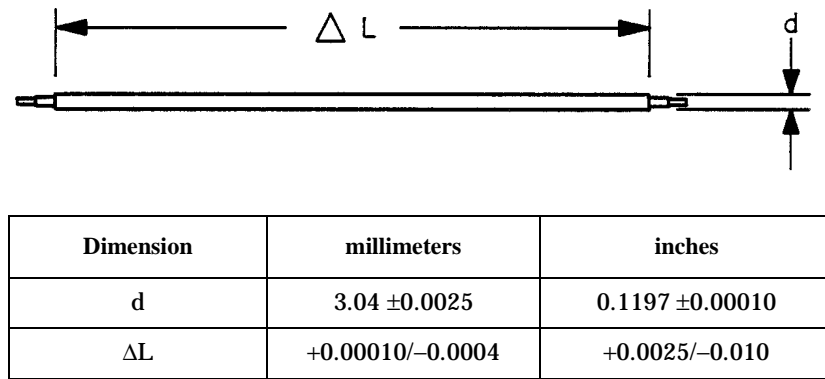 △ L
d
Dimension millimeters inches
d 3.04 ±0.0025 0.1197 ±0.00010
ΔL +0.00010/–0.0004 +0.0025/–0.010